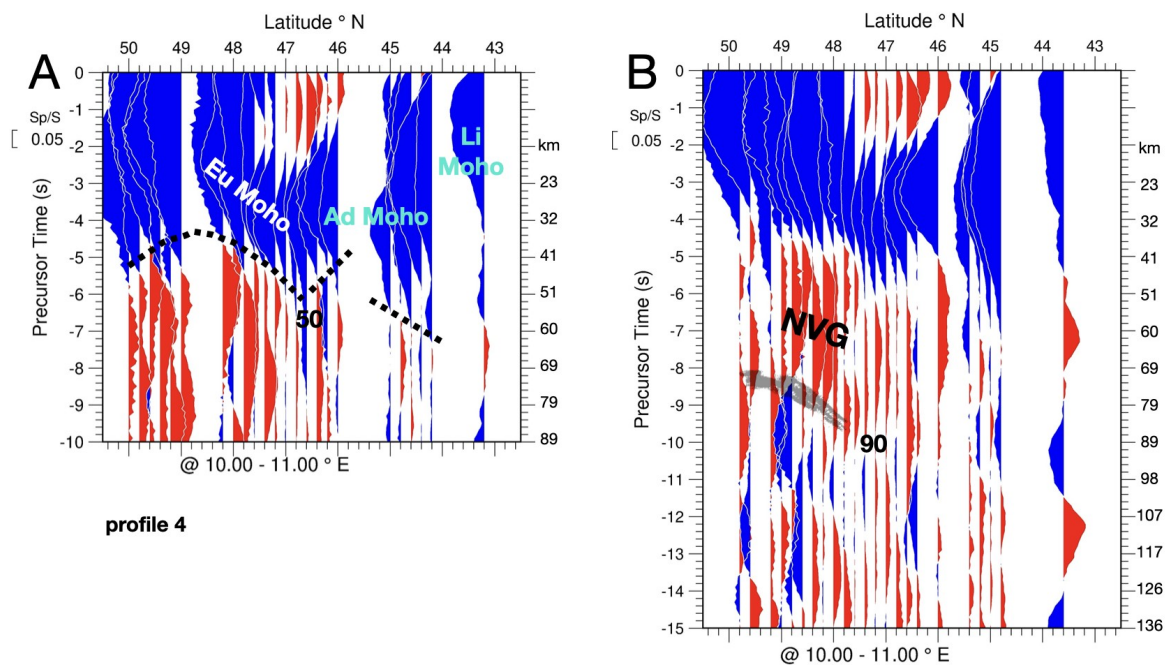 Latitude ° N
50 49 48 47 46 45 44 43
A
0
-1
-2
-3
-4
-5
-6
-7
-8
-9
-10
Precursor Time (s)
Sp/S
0.05
km
23
32
41
51
60
69
79
89
Eu Moho
Ad Moho
Li
Moho
50
@ 10.00 - 11.00 ° E
profile 4
Latitude ° N
50 49 48 47 46 45 44 43
B
0
-1
-2
-3
-4
-5
-6
-7
-8
-9
-10
-11
-12
-13
-14
-15
Precursor Time (s)
Sp/S
0.05
km
23
32
41
51
60
69
79
89
98
107
117
126
136
NVG
90
@ 10.00 - 11.00 ° E